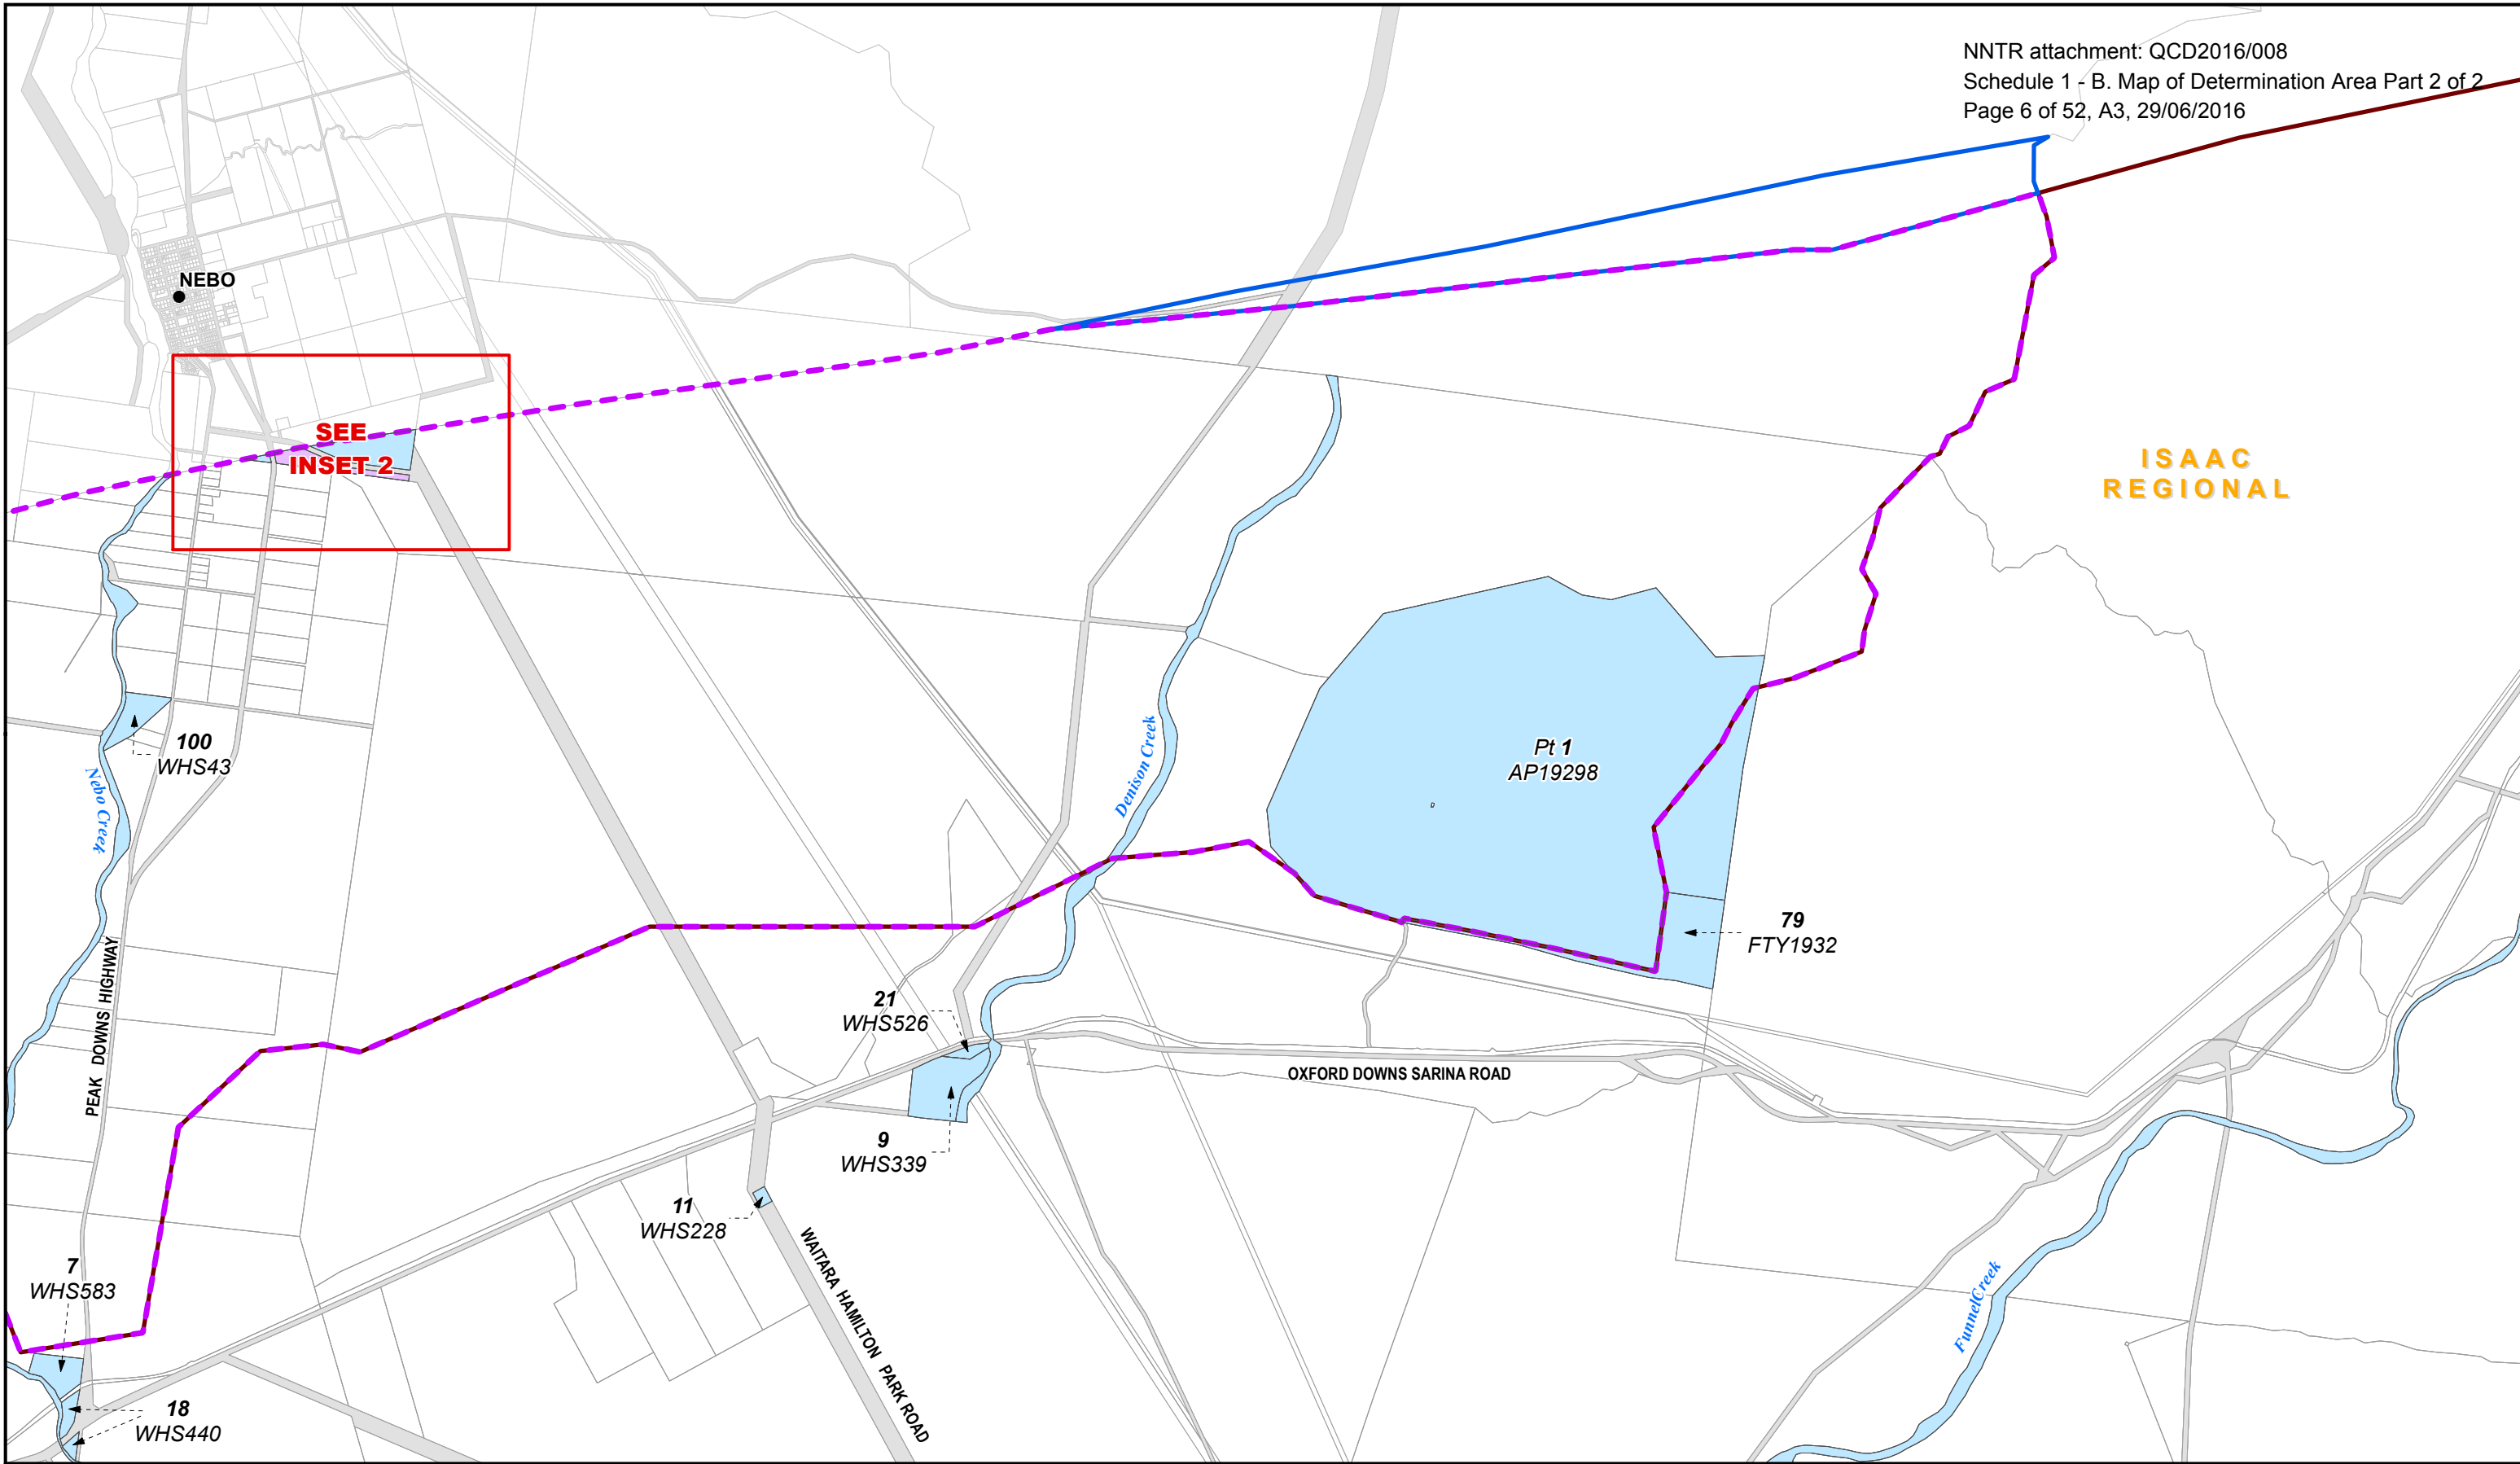 NNTR attachment: QCD2016/008
Schedule 1 - B. Map of Determination Area Part 2 of 2
Page 6 of 52, A3, 29/06/2016
NEBO
SEE
INSET 2
ISAAC
REGIONAL
100
WHS43
Nebo Creek
Denison Creek
Pt 1
AP19298
79
FTY1932
PEAK DOWNS HIGHWAY
21
WHS526
OXFORD DOWNS SARINA ROAD
9
WHS339
11
WHS228
WAITARA HAMILTON PARK ROAD
7
WHS583
FunnelCreek
18
WHS440